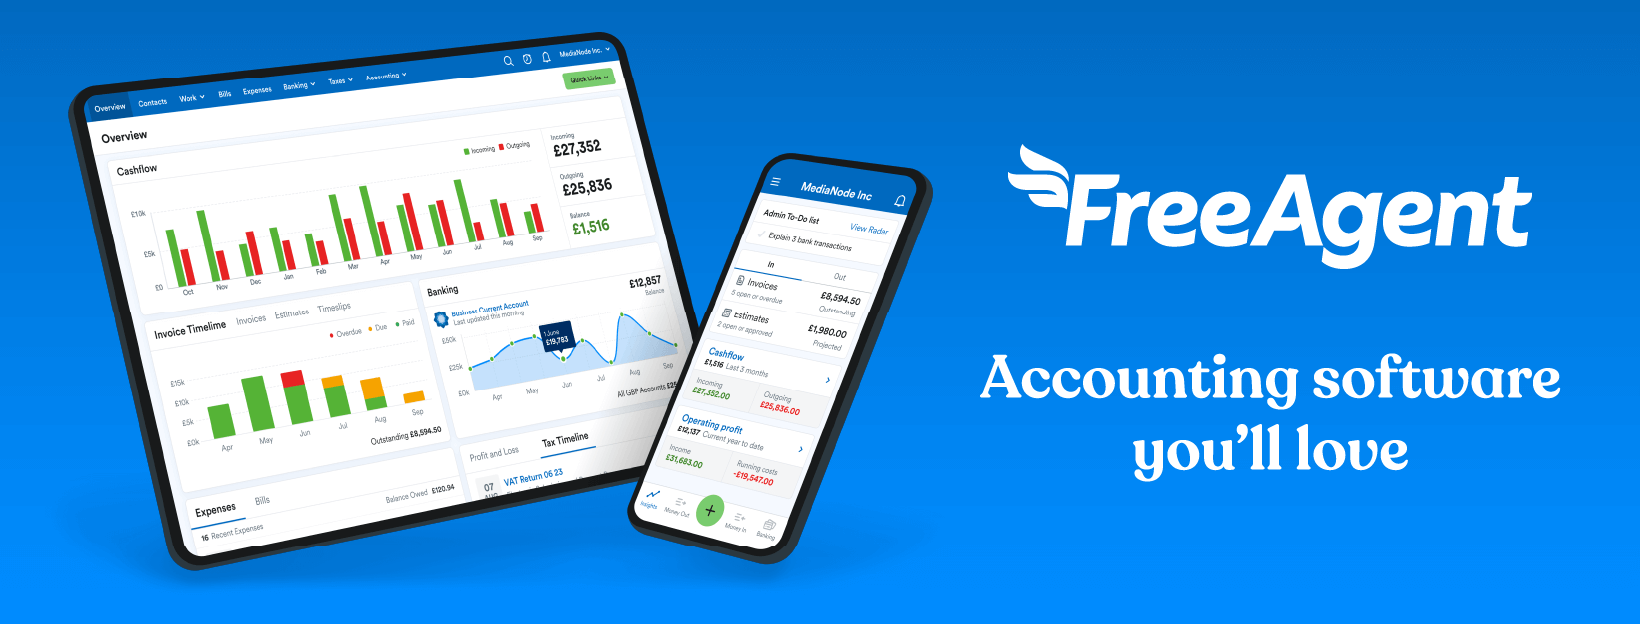 Overview
Contacts
Work
Bills
Expenses
Banking
Taxes
Accounting
MediaNode Inc.
Overview
Quick Links
Cashflow
Incoming
Outgoing
£10k
£5k
£0
Oct
Nov
Dec
Jan
Feb
Mar
Apr
May
Jun
Jul
Aug
Sep
Incoming
£27,352
Outgoing
£25,836
Balance
£1,516
Invoice Timeline
Invoices
Estimates
Timeslips
Overdue
Due
Paid
£15k
£10k
£5k
£0k
Apr
May
Jun
Jul
Aug
Sep
Outstanding £8,594.50
Banking
£12,857
Balance
Business Current Account
Last updated this morning
£50k
£25k
£0k
1 June
£19,783
Apr
May
Jun
Jul
Aug
Sep
All GBP Accounts
Expenses
Bills
16 Recent Expenses
Balance Owed £120.94
Profit and Loss
Tax Timeline
07
VAT Return 06 23
MediaNode Inc
Admin To-Do list
View Radar
Explain 3 bank transactions
In
Out
Invoices
£8,594.50
5 open or overdue
Outstanding
Estimates
£1,980.00
2 open or approved
Projected
Cashflow
£1,516 Last 3 months
Incoming
£27,352.00
Outgoing
£25,836.00
Operating profit
£12,137 Current year to date
Income
£31,683.00
Running costs
-£19,547.00
Insights
Money Out
Money In
Banking
FreeAgent
Accounting software
you’ll love